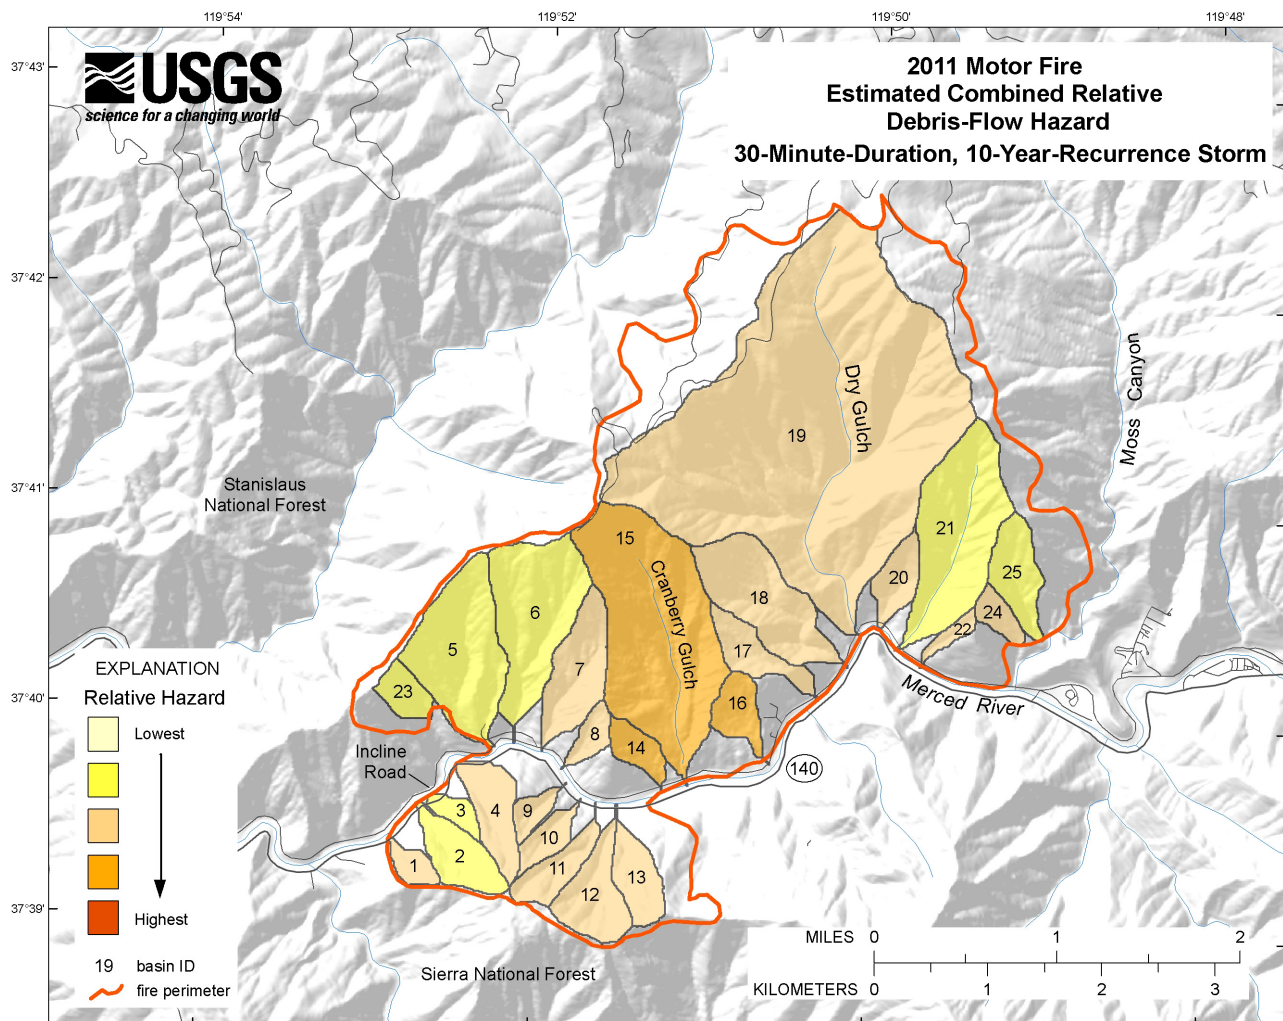 119°54'
119°52'
119°50'
119°48'
37°43'
37°42'
37°41'
37°40'
37°39'
USGS
science for a changing world
2011 Motor Fire
Estimated Combined Relative
Debris-Flow Hazard
30-Minute-Duration, 10-Year-Recurrence Storm
Moss Canyon
Dry Gulch
19
Stanislaus
National Forest
15
21
Cranberry Gulch
25
20
18
6
24
22
5
17
7
23
16
Merced River
8
14
Incline
Road
140
3
4
9
10
2
11
1
13
12
EXPLANATION
Relative Hazard
Lowest
Highest
19 basin ID
fire perimeter
Sierra National Forest
MILES 0 1 2
KILOMETERS 0 1 2 3